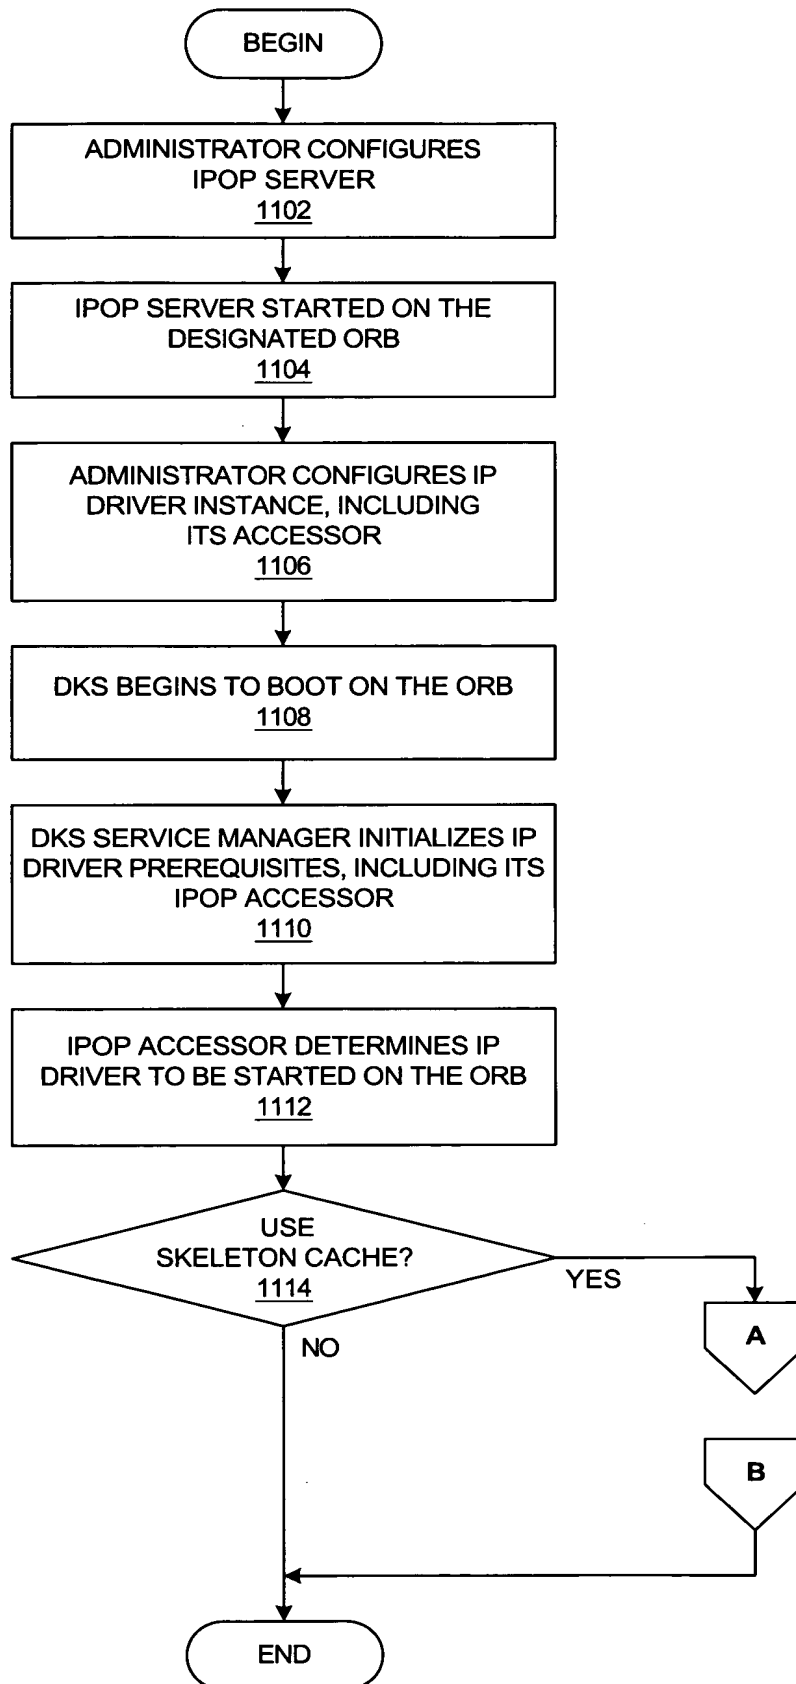 BEGIN
ADMINISTRATOR CONFIGURES
IPOP SERVER
1102
IPOP SERVER STARTED ON THE
DESIGNATED ORB
1104
ADMINISTRATOR CONFIGURES IP
DRIVER INSTANCE, INCLUDING
ITS ACCESSOR
1106
DKS BEGINS TO BOOT ON THE ORB
1108
DKS SERVICE MANAGER INITIALIZES IP
DRIVER PREREQUISITES, INCLUDING ITS
IPOP ACCESSOR
1110
IPOP ACCESSOR DETERMINES IP
DRIVER TO BE STARTED ON THE ORB
1112
USE
SKELETON CACHE?
1114
YES
NO
A
B
END